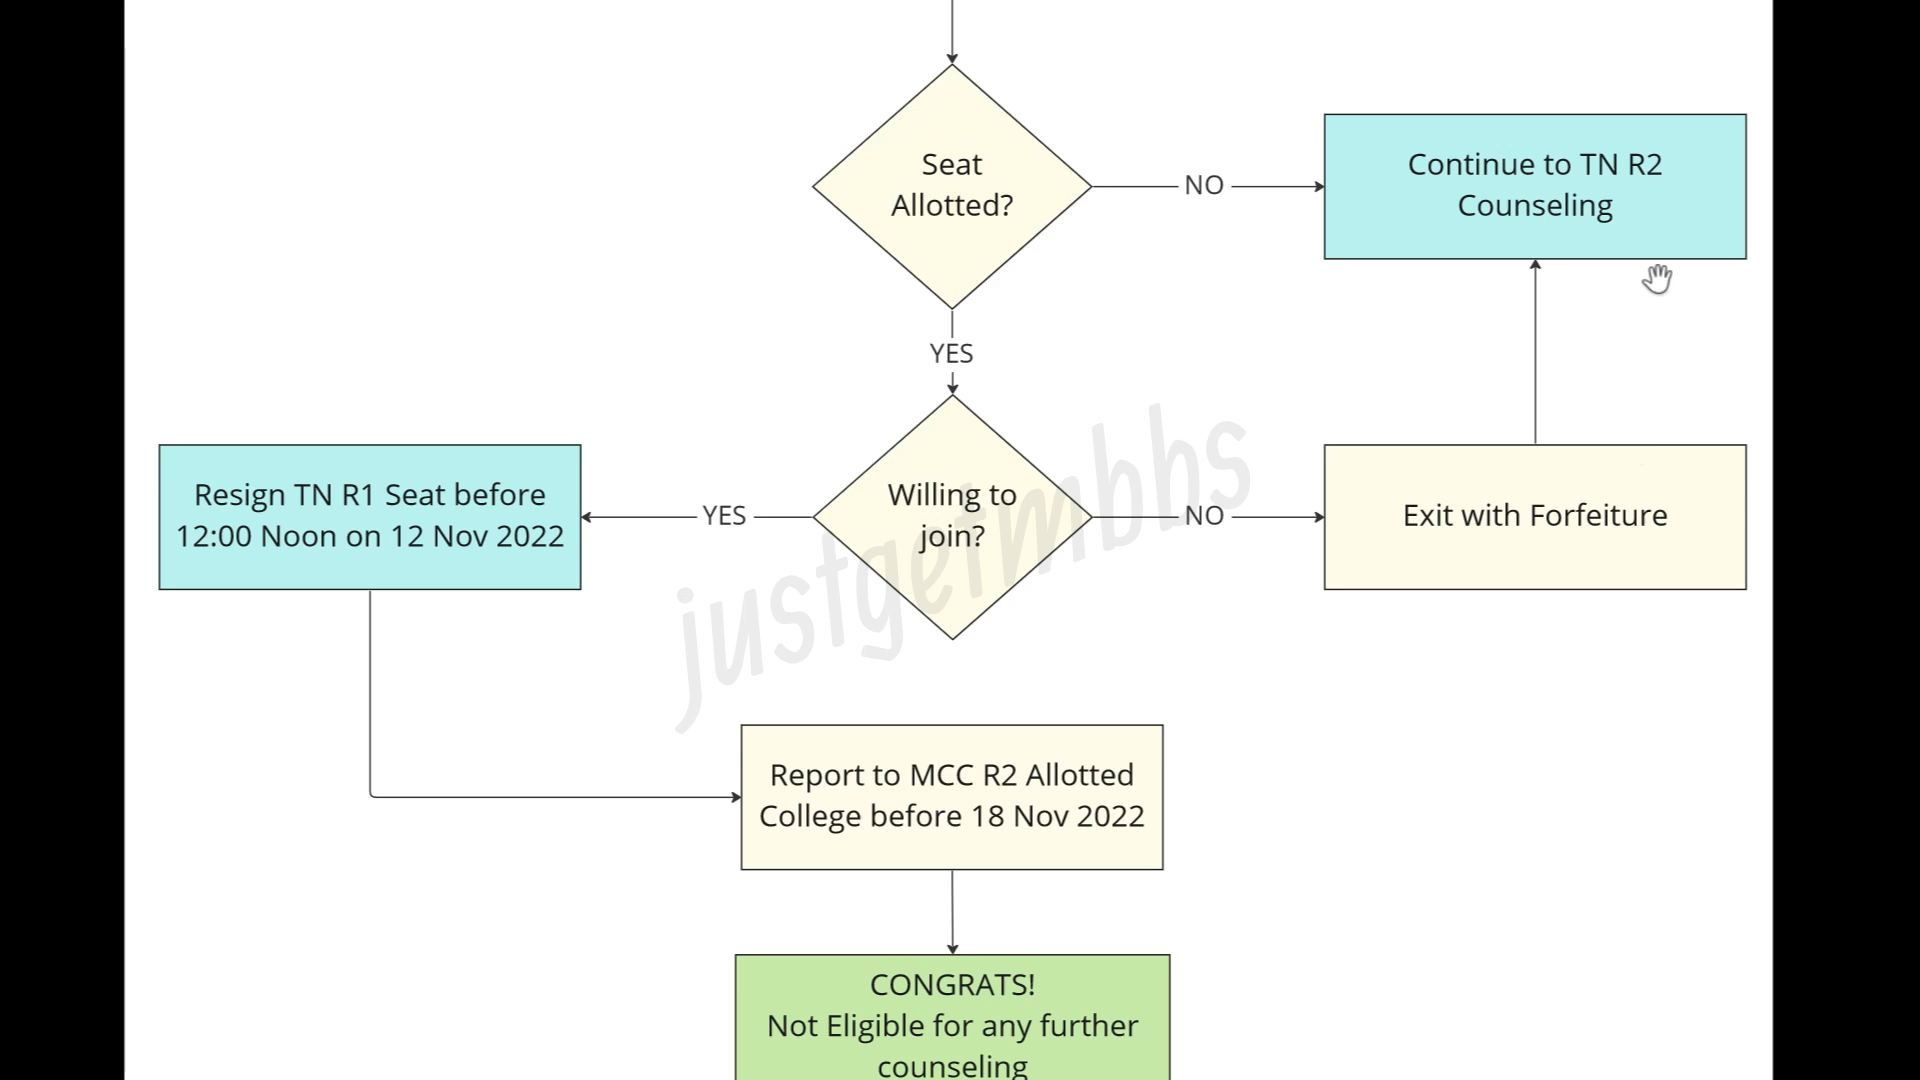 Seat
Allotted?
NO
Continue to TN R2
Counseling
YES
Resign TN R1 Seat before
12:00 Noon on 12 Nov 2022
YES
Willing to
join?
NO
Exit with Forfeiture
justgetmbbs
Report to MCC R2 Allotted
College before 18 Nov 2022
CONGRATS!
Not Eligible for any further
counseling